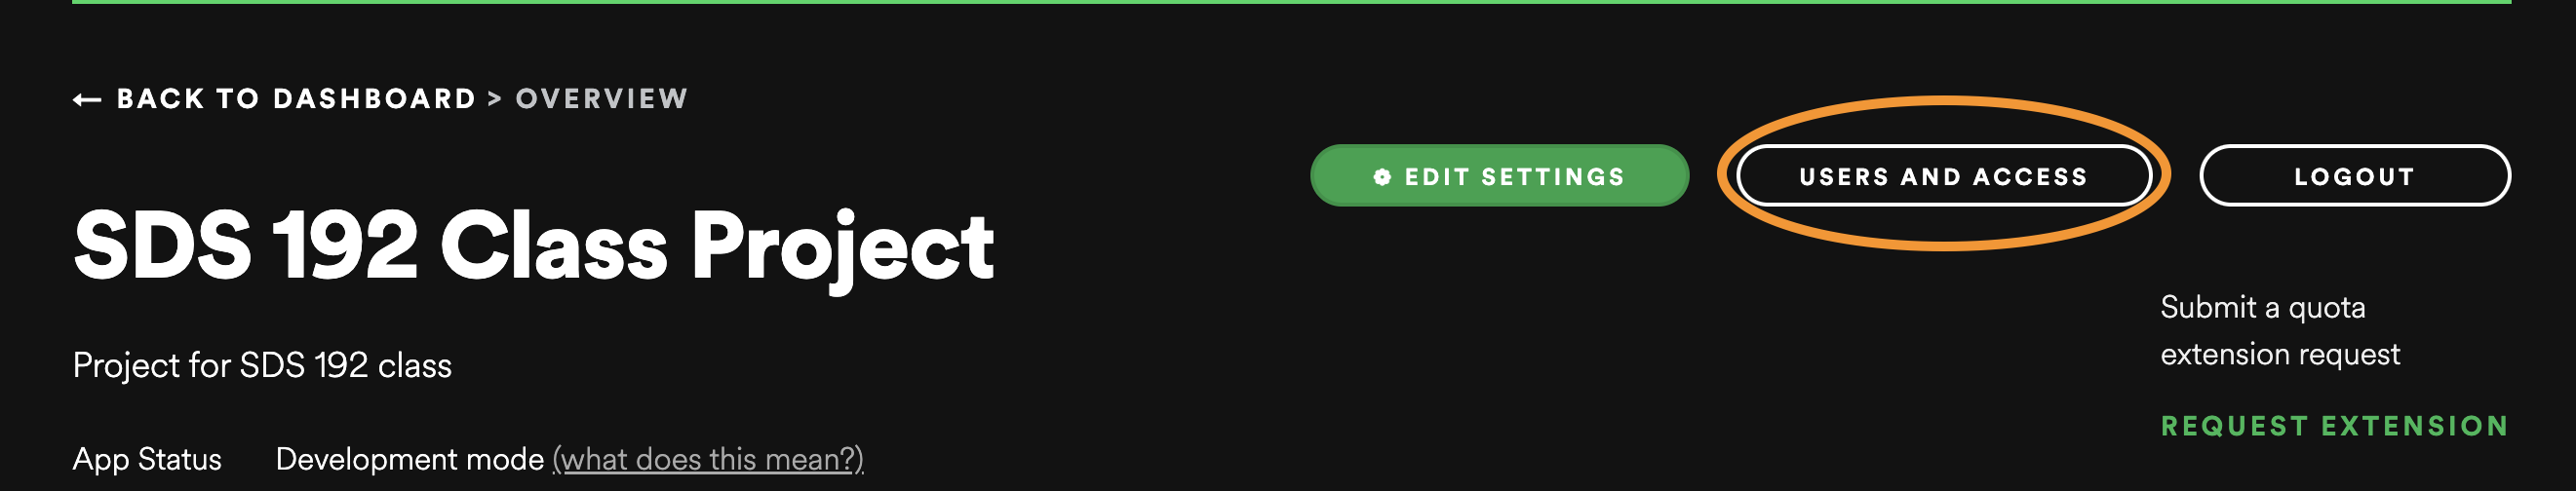 ← BACK TO DASHBOARD > OVERVIEW
EDIT SETTINGS
USERS AND ACCESS
LOGOUT
SDS 192 Class Project
Submit a quota
extension request
Project for SDS 192 class
REQUEST EXTENSION
App Status Development mode (what does this mean?)